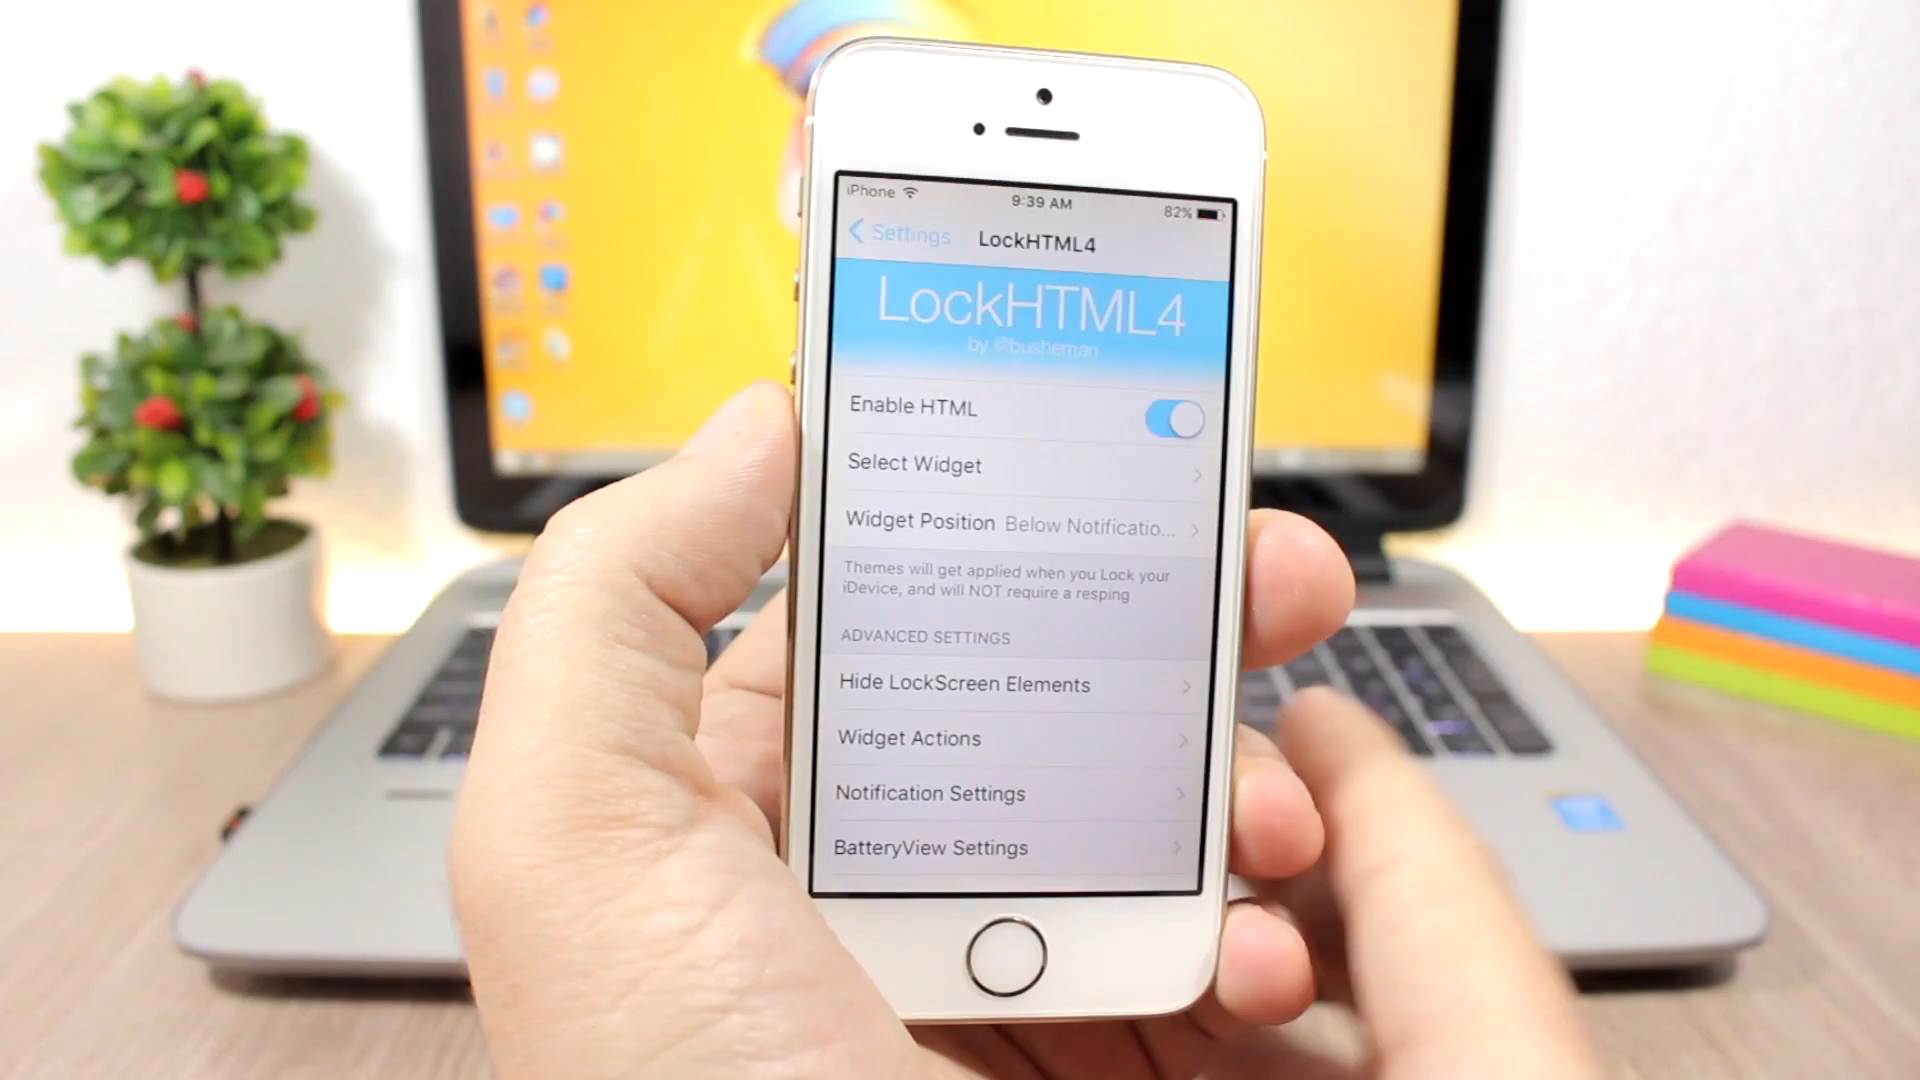 iPhone 9:39 AM 82%
Settings LockHTML4
LockHTML4
by @busheman
Enable HTML
Select Widget
Widget Position Below Notificatio...
Themes will get applied when you Lock your
iDevice, and will NOT require a resping
ADVANCED SETTINGS
Hide LockScreen Elements
Widget Actions
Notification Settings
BatteryView Settings